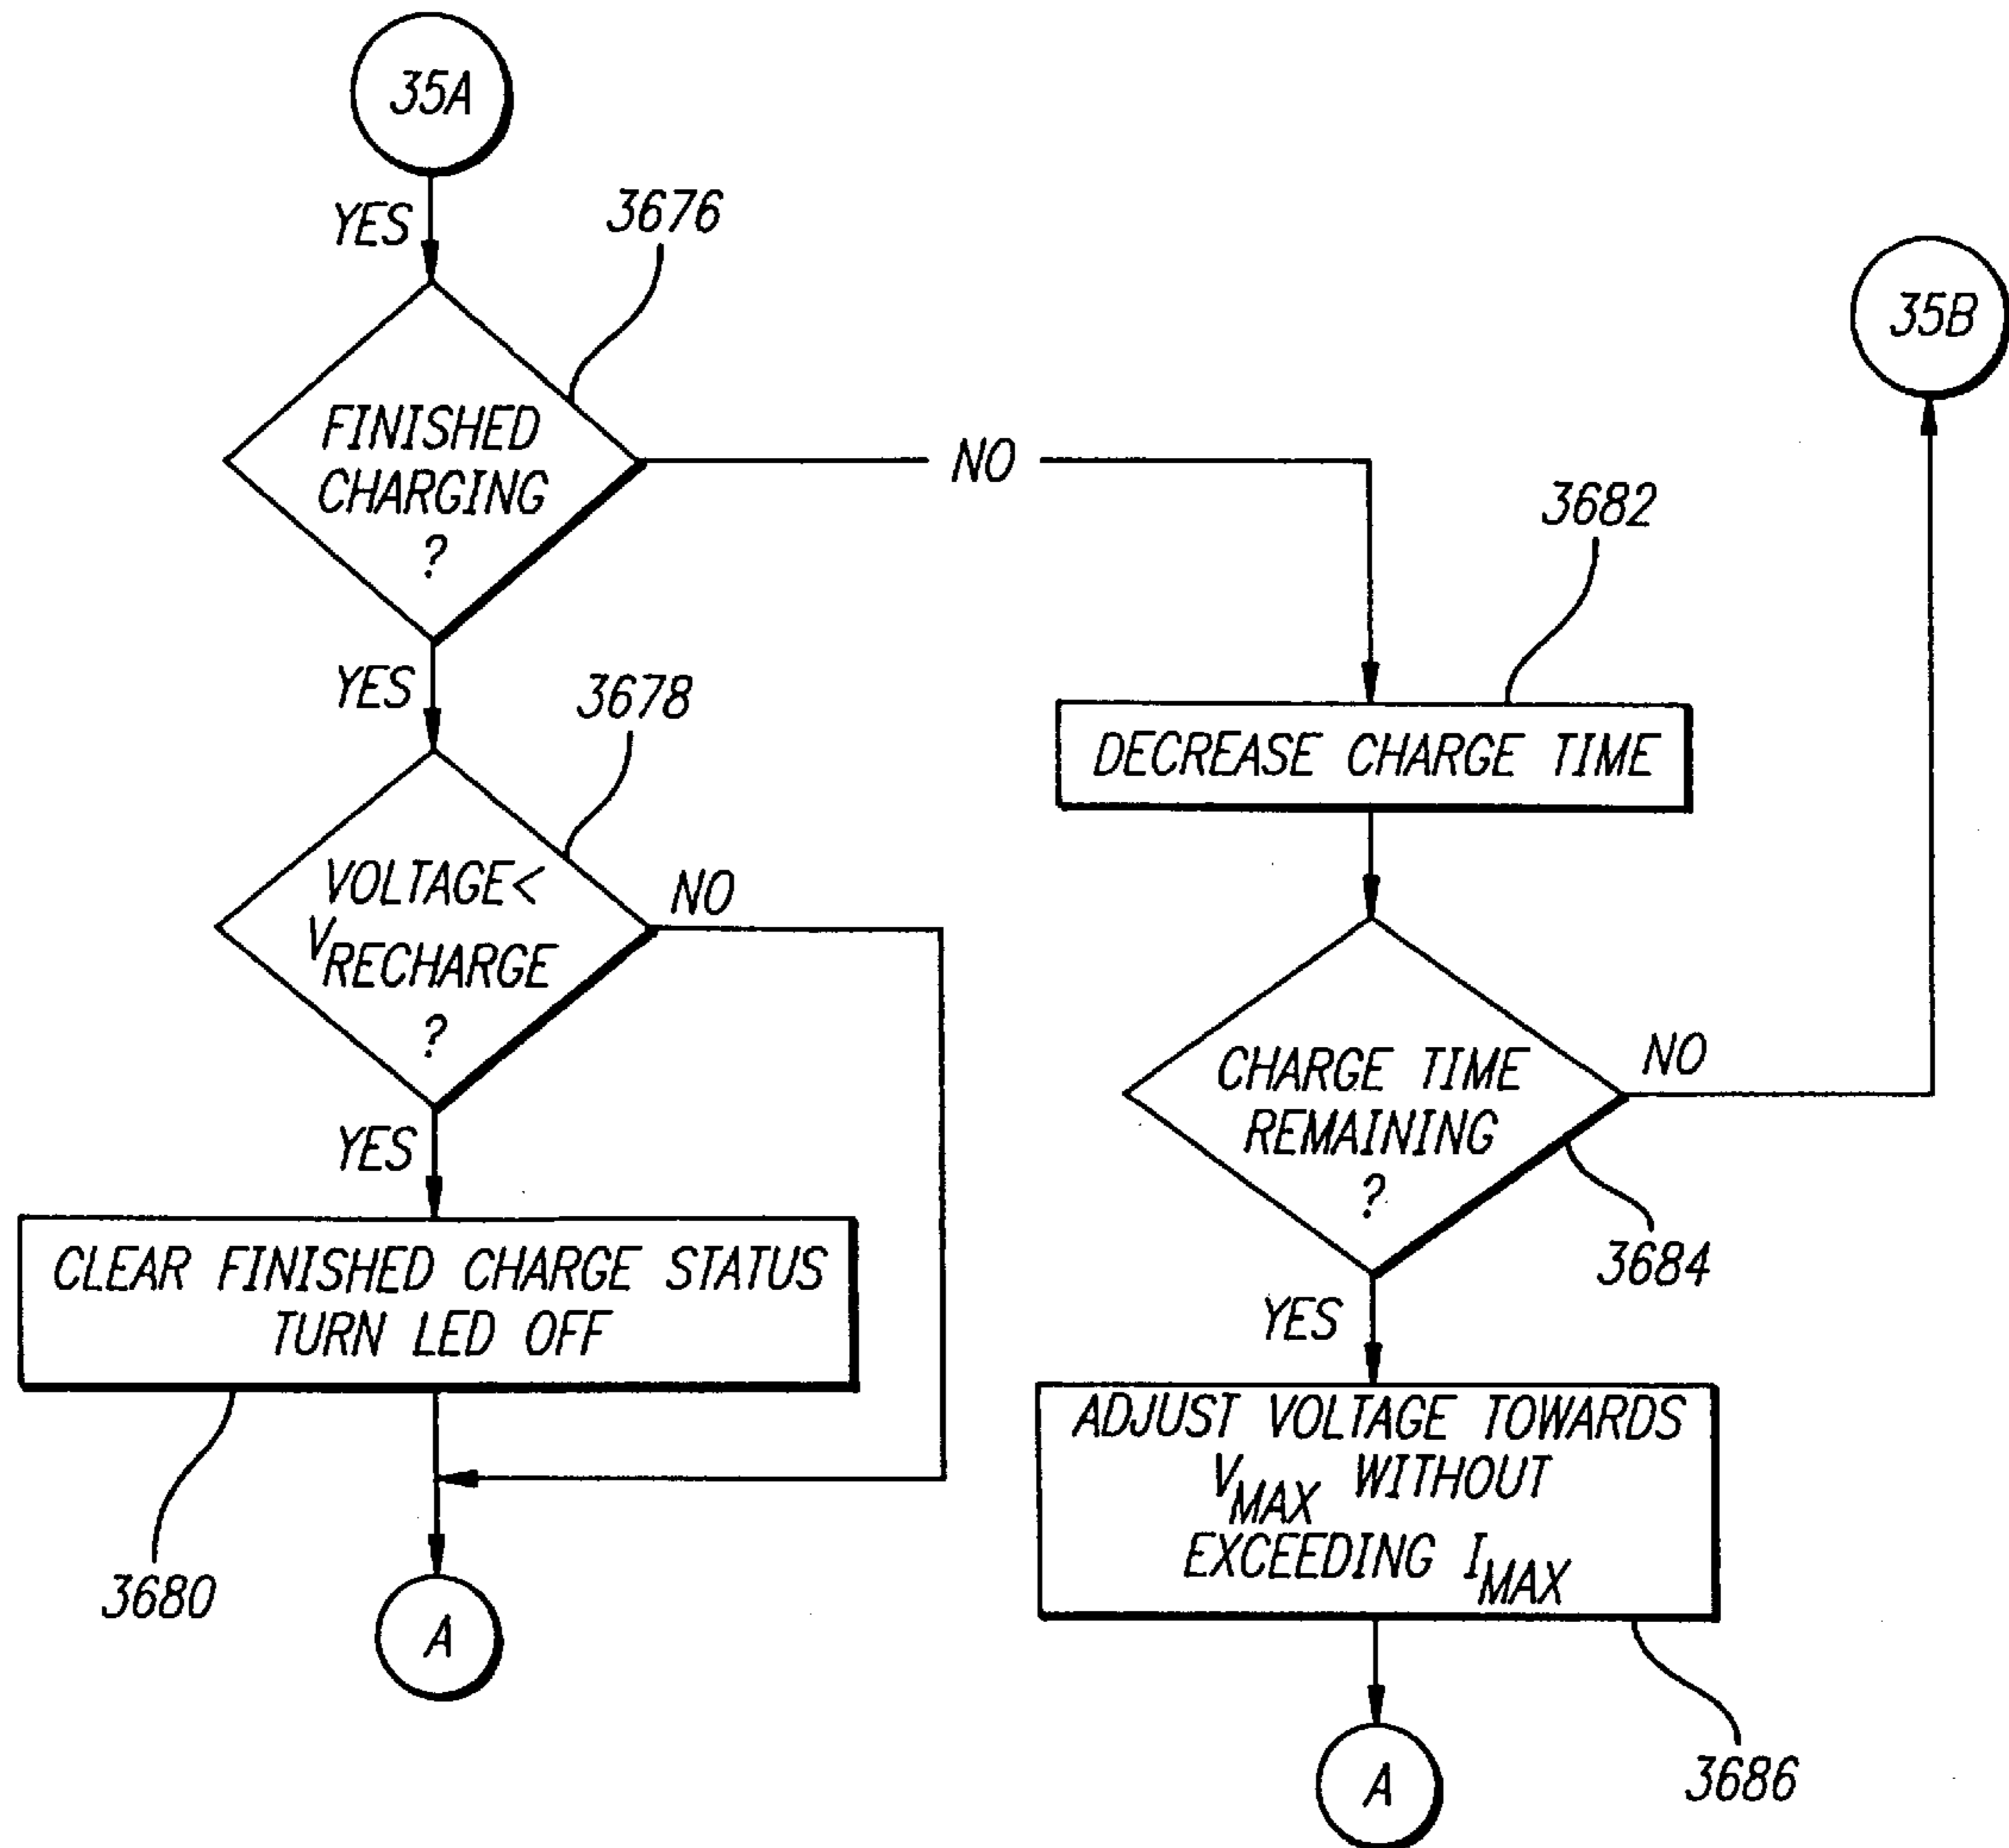 35A
YES
3676
FINISHED
CHARGING
?
NO
35B
YES
3678
3682
DECREASE CHARGE TIME
VOLTAGE<
VRECHARGE
?
NO
CHARGE TIME
REMAINING
?
NO
3684
YES
CLEAR FINISHED CHARGE STATUS
TURN LED OFF
3680
A
YES
ADJUST VOLTAGE TOWARDS
VMAX WITHOUT
EXCEEDING IMAX
3686
A